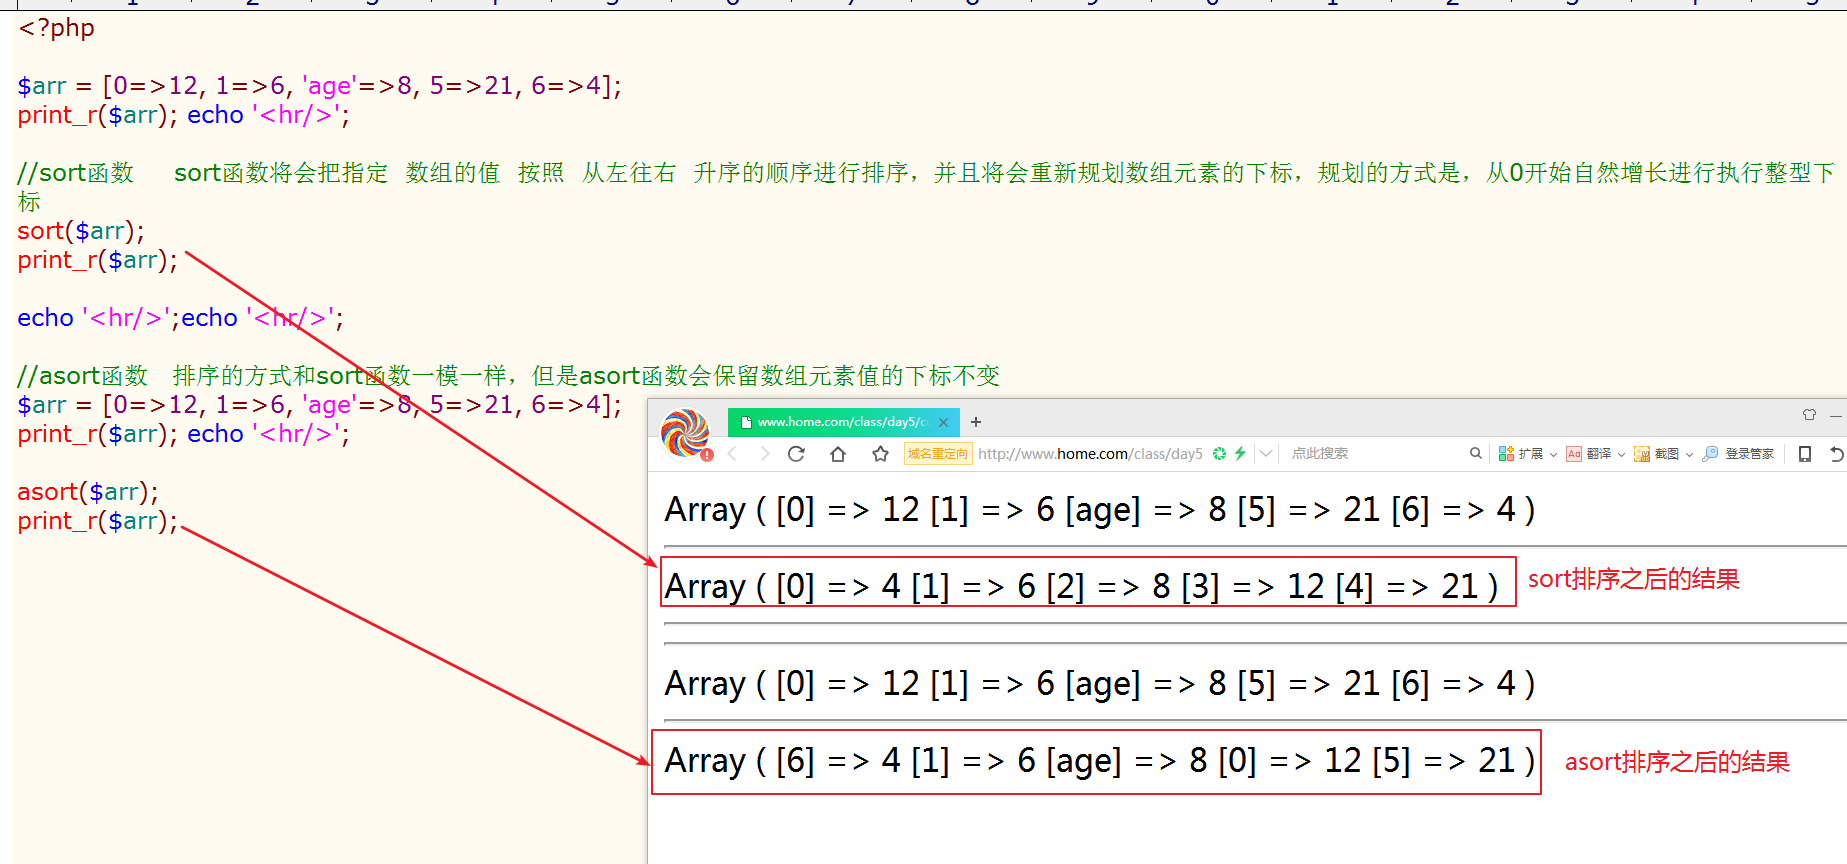 <?php
$arr = [0=>12, 1=>6, 'age'=>8, 5=>21, 6=>4];
print_r($arr); echo '<hr/>';
//sort函数 sort函数将会把指定 数组的值 按照 从左往右 升序的顺序进行排序，并且将会重新规划数组元素的下标，规划的方式是，从0开始自然增长进行执行整型下
标
sort($arr);
print_r($arr);
echo '<hr/>';echo '<hr/>';
//asort函数 排序的方式和sort函数一模一样，但是asort函数会保留数组元素值的下标不变
$arr = [0=>12, 1=>6, 'age'=>8, 5=>21, 6=>4];
print_r($arr); echo '<hr/>';
asort($arr);
print_r($arr);
www.home.com/class/day5/c
域名重定向 http://www.home.com/class/day5 点此搜索 扩展 翻译 截图 登录管家
Array ( [0] => 12 [1] => 6 [age] => 8 [5] => 21 [6] => 4 )
Array ( [0] => 4 [1] => 6 [2] => 8 [3] => 12 [4] => 21 )
sort排序之后的结果
Array ( [0] => 12 [1] => 6 [age] => 8 [5] => 21 [6] => 4 )
Array ( [6] => 4 [1] => 6 [age] => 8 [0] => 12 [5] => 21 )
asort排序之后的结果